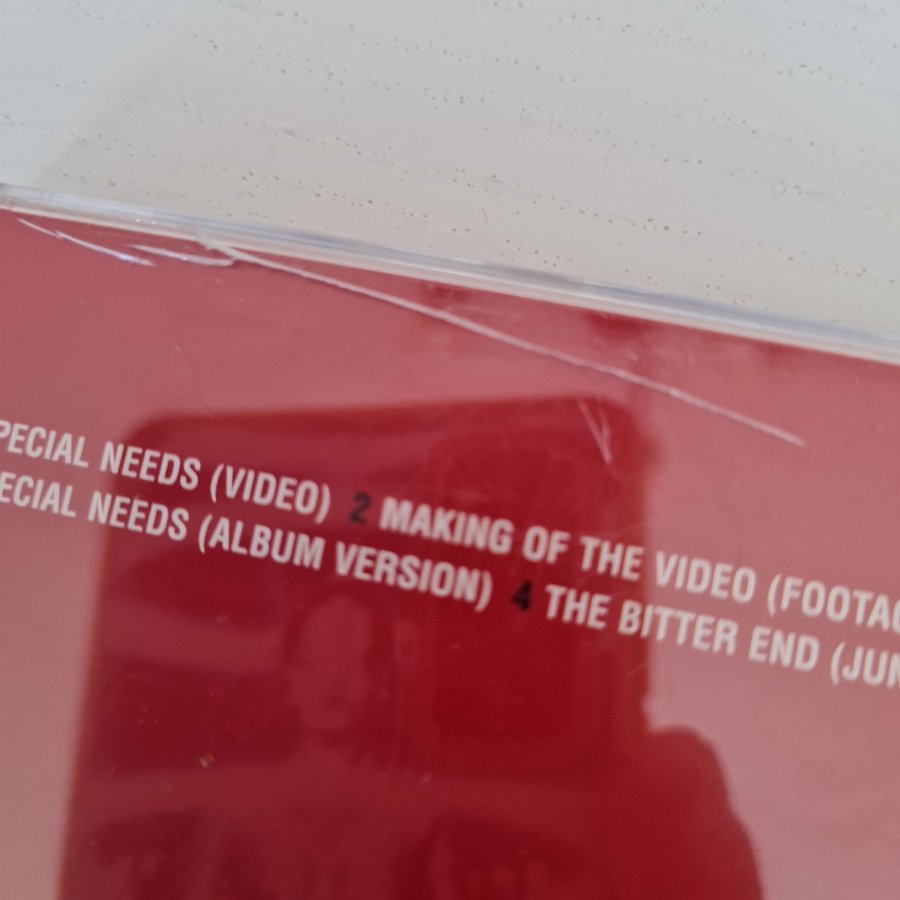 PECIAL NEEDS (VIDEO) 2 MAKING OF THE VIDEO (FOOTAG
ECIAL NEEDS (ALBUM VERSION) 4 THE BITTER END (JUN